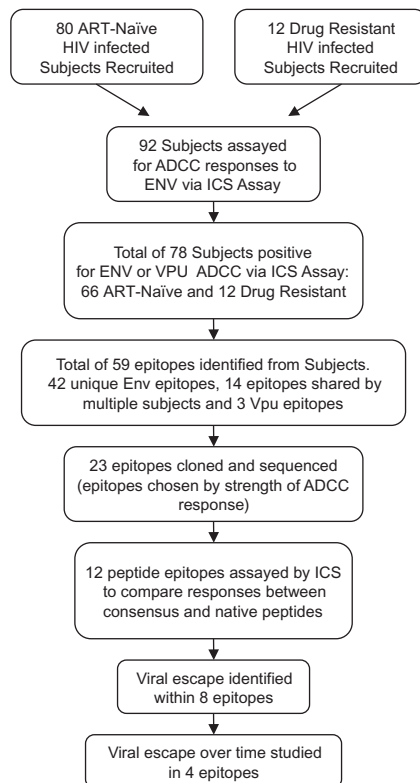 80 ART-Naïve
HIV infected
Subjects Recruited
12 Drug Resistant
HIV infected
Subjects Recruited
92 Subjects assayed
for ADCC responses to
ENV via ICS Assay
Total of 78 Subjects positive
for ENV or VPU ADCC via ICS Assay:
66 ART-Naïve and 12 Drug Resistant
Total of 59 epitopes identified from Subjects.
42 unique Env epitopes, 14 epitopes shared by
multiple subjects and 3 Vpu epitopes
23 epitopes cloned and sequenced
(epitopes chosen by strength of ADCC
response)
12 peptide epitopes assayed by ICS
to compare responses between
consensus and native peptides
Viral escape identified
within 8 epitopes
Viral escape over time studied
in 4 epitopes